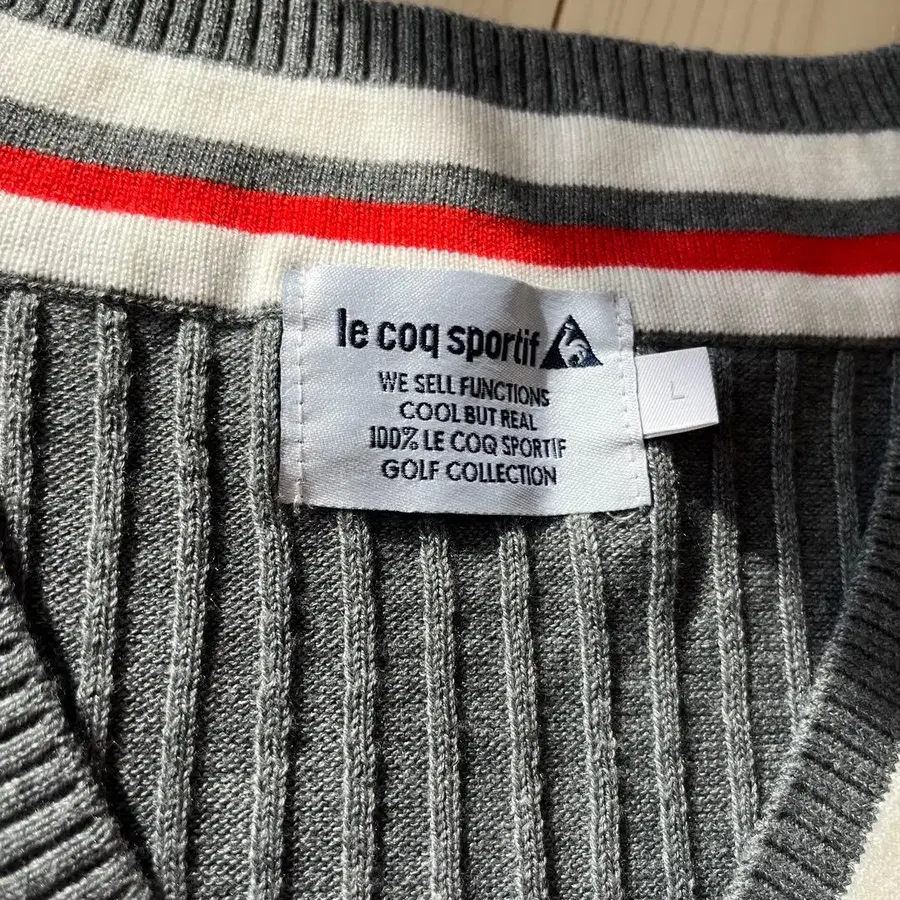 le coq sportif
WE SELL FUNCTIONS
COOL BUT REAL
100% LE COQ SPORTIF
GOLF COLLECTION
L